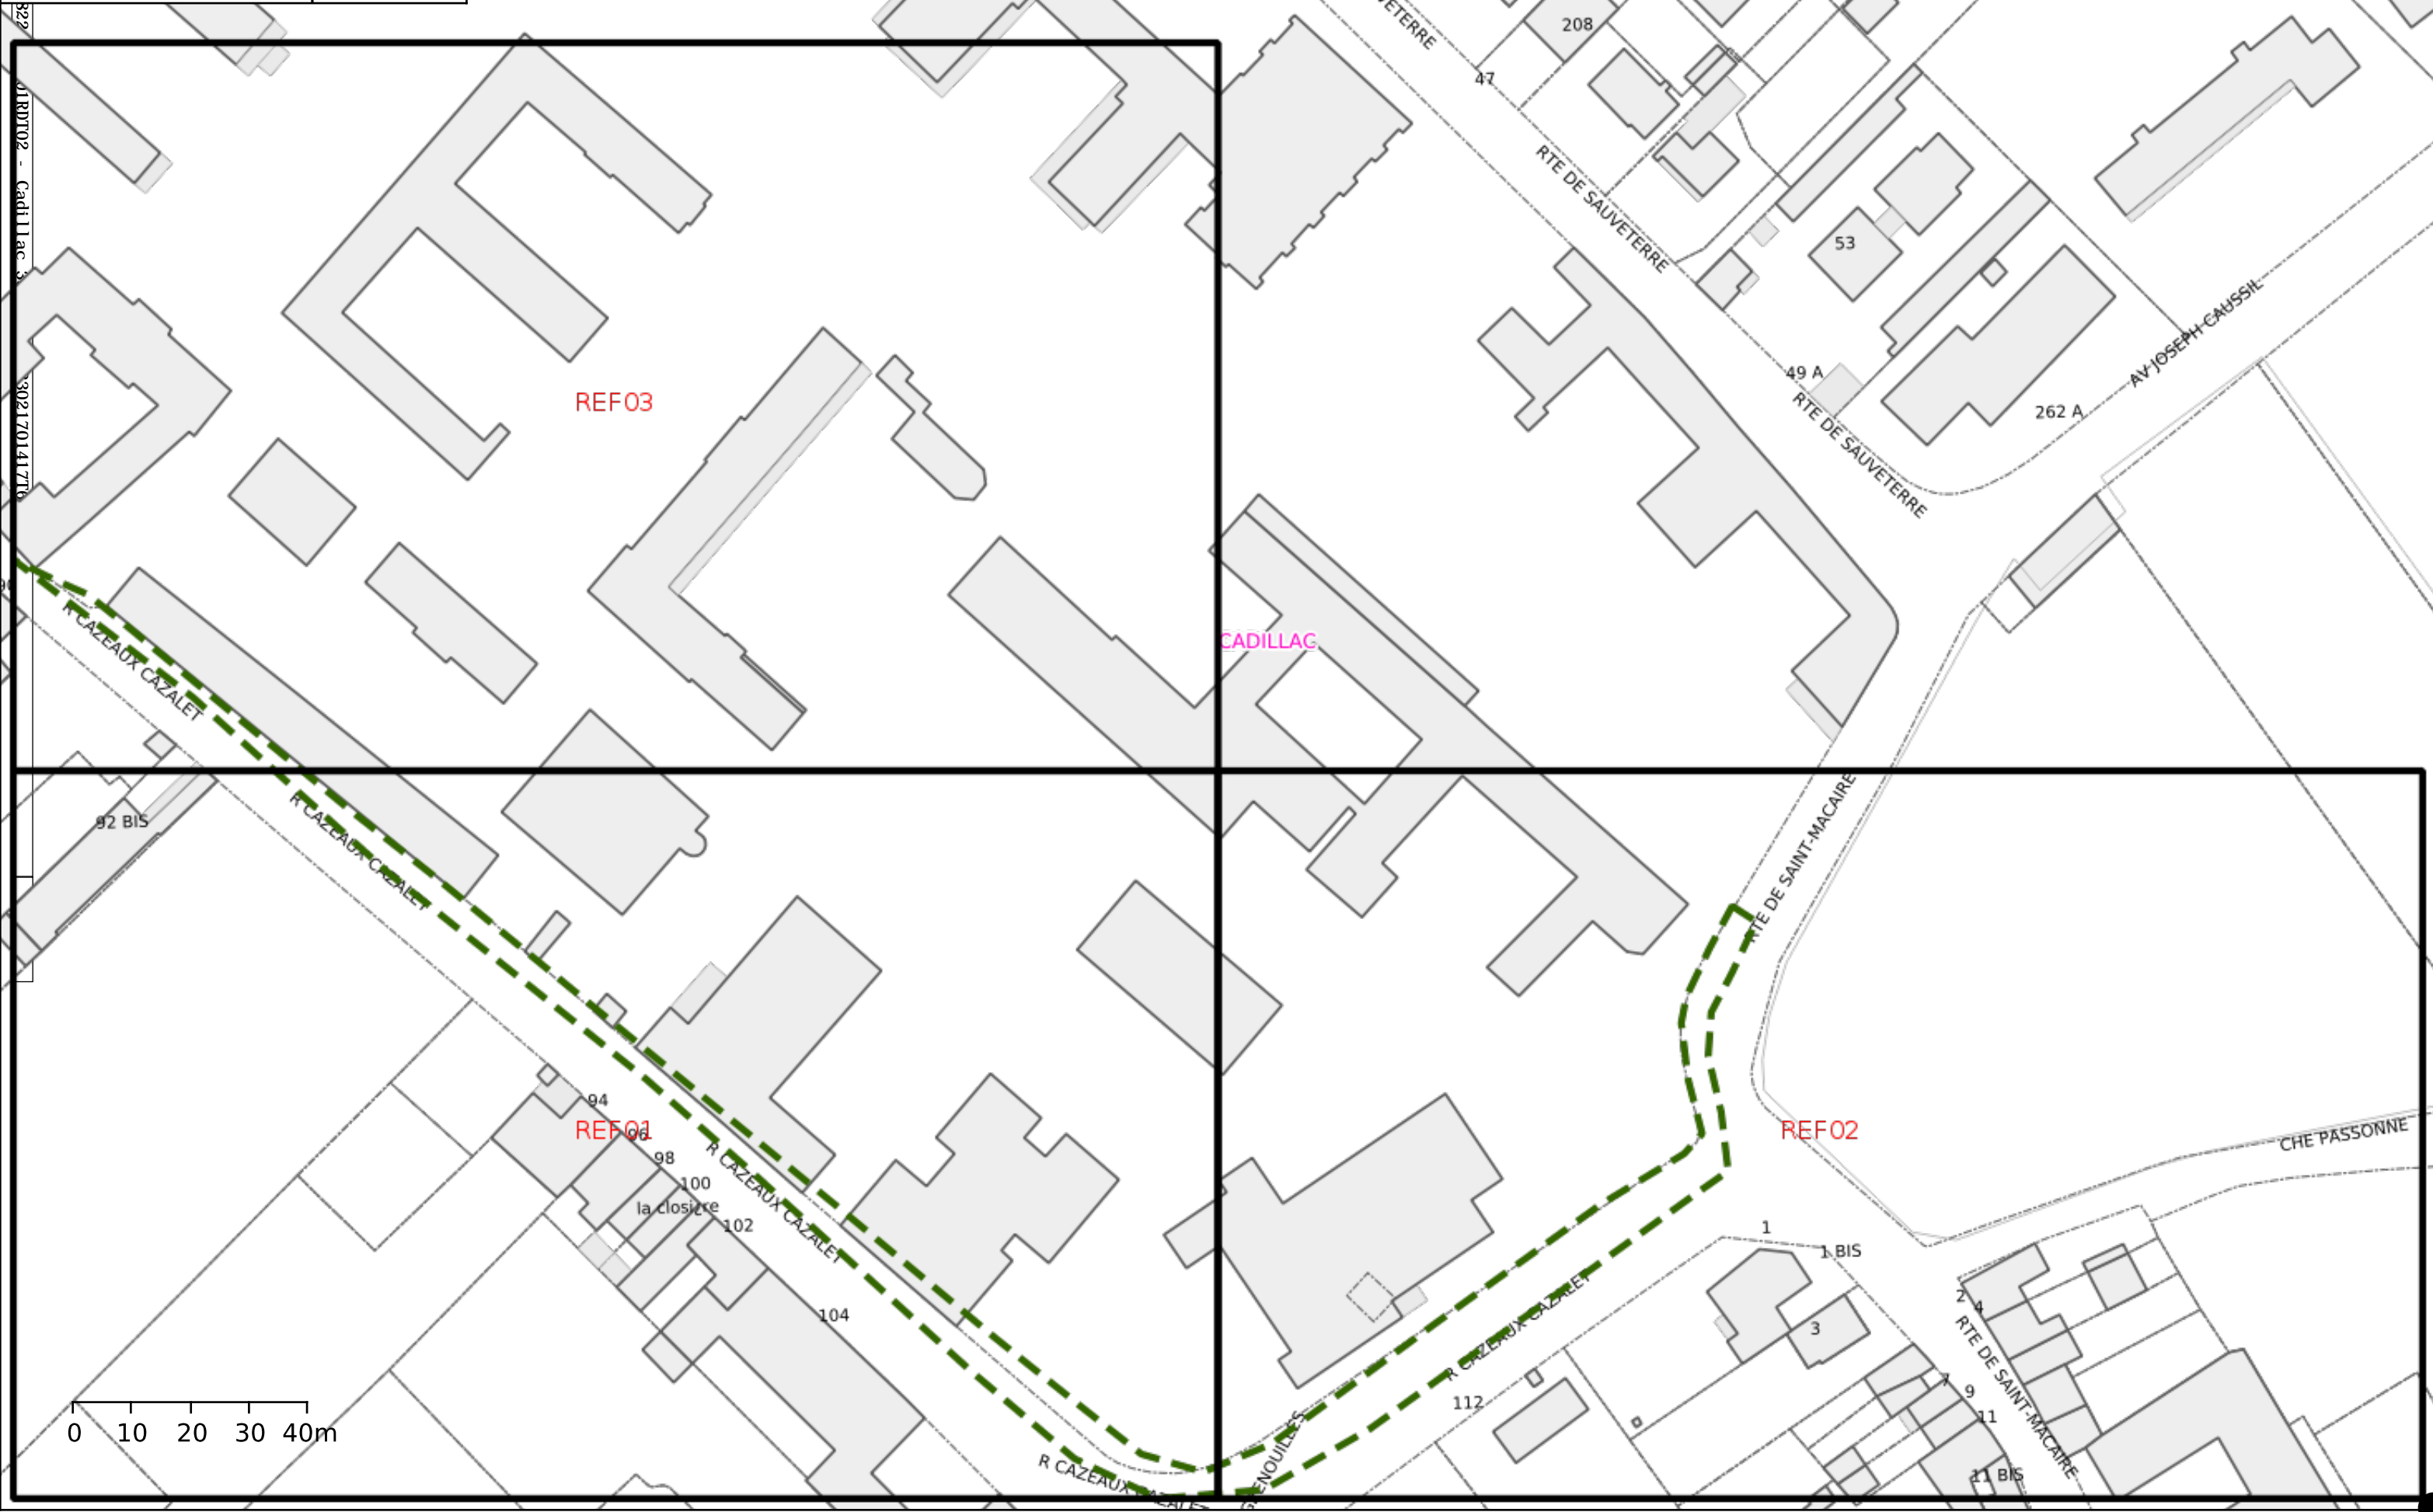 208
47
RTE DE SAUVETERRE
53
REF03
49 A
RTE DE SAUVETERRE
262 A
AV JOSEPH CAUSSIL
CADILLAC
R CAZEAUX CAZALET
92 BIS
R CAZEAUX CAZALET
RTE DE SAINT-MACAIRE
94
REF01
96
98
100
la closière
102
R CAZEAUX CAZALET
104
REF02
CHE PASSONNE
1
1 BIS
3
2
4
RTE DE SAINT-MACAIRE
7
9
11
11 BIS
R CAZEAUX CAZALET
112
R CAZEAUX CAZALET
0 10 20 30 40m